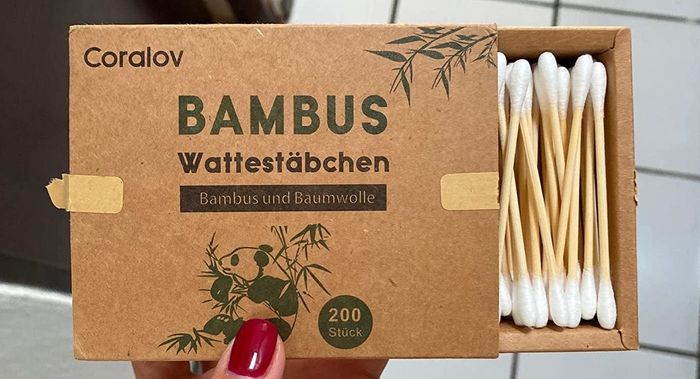 Coralov
BAMBUS
Wattestäbchen
Bambus und Baumwolle
200
Stück